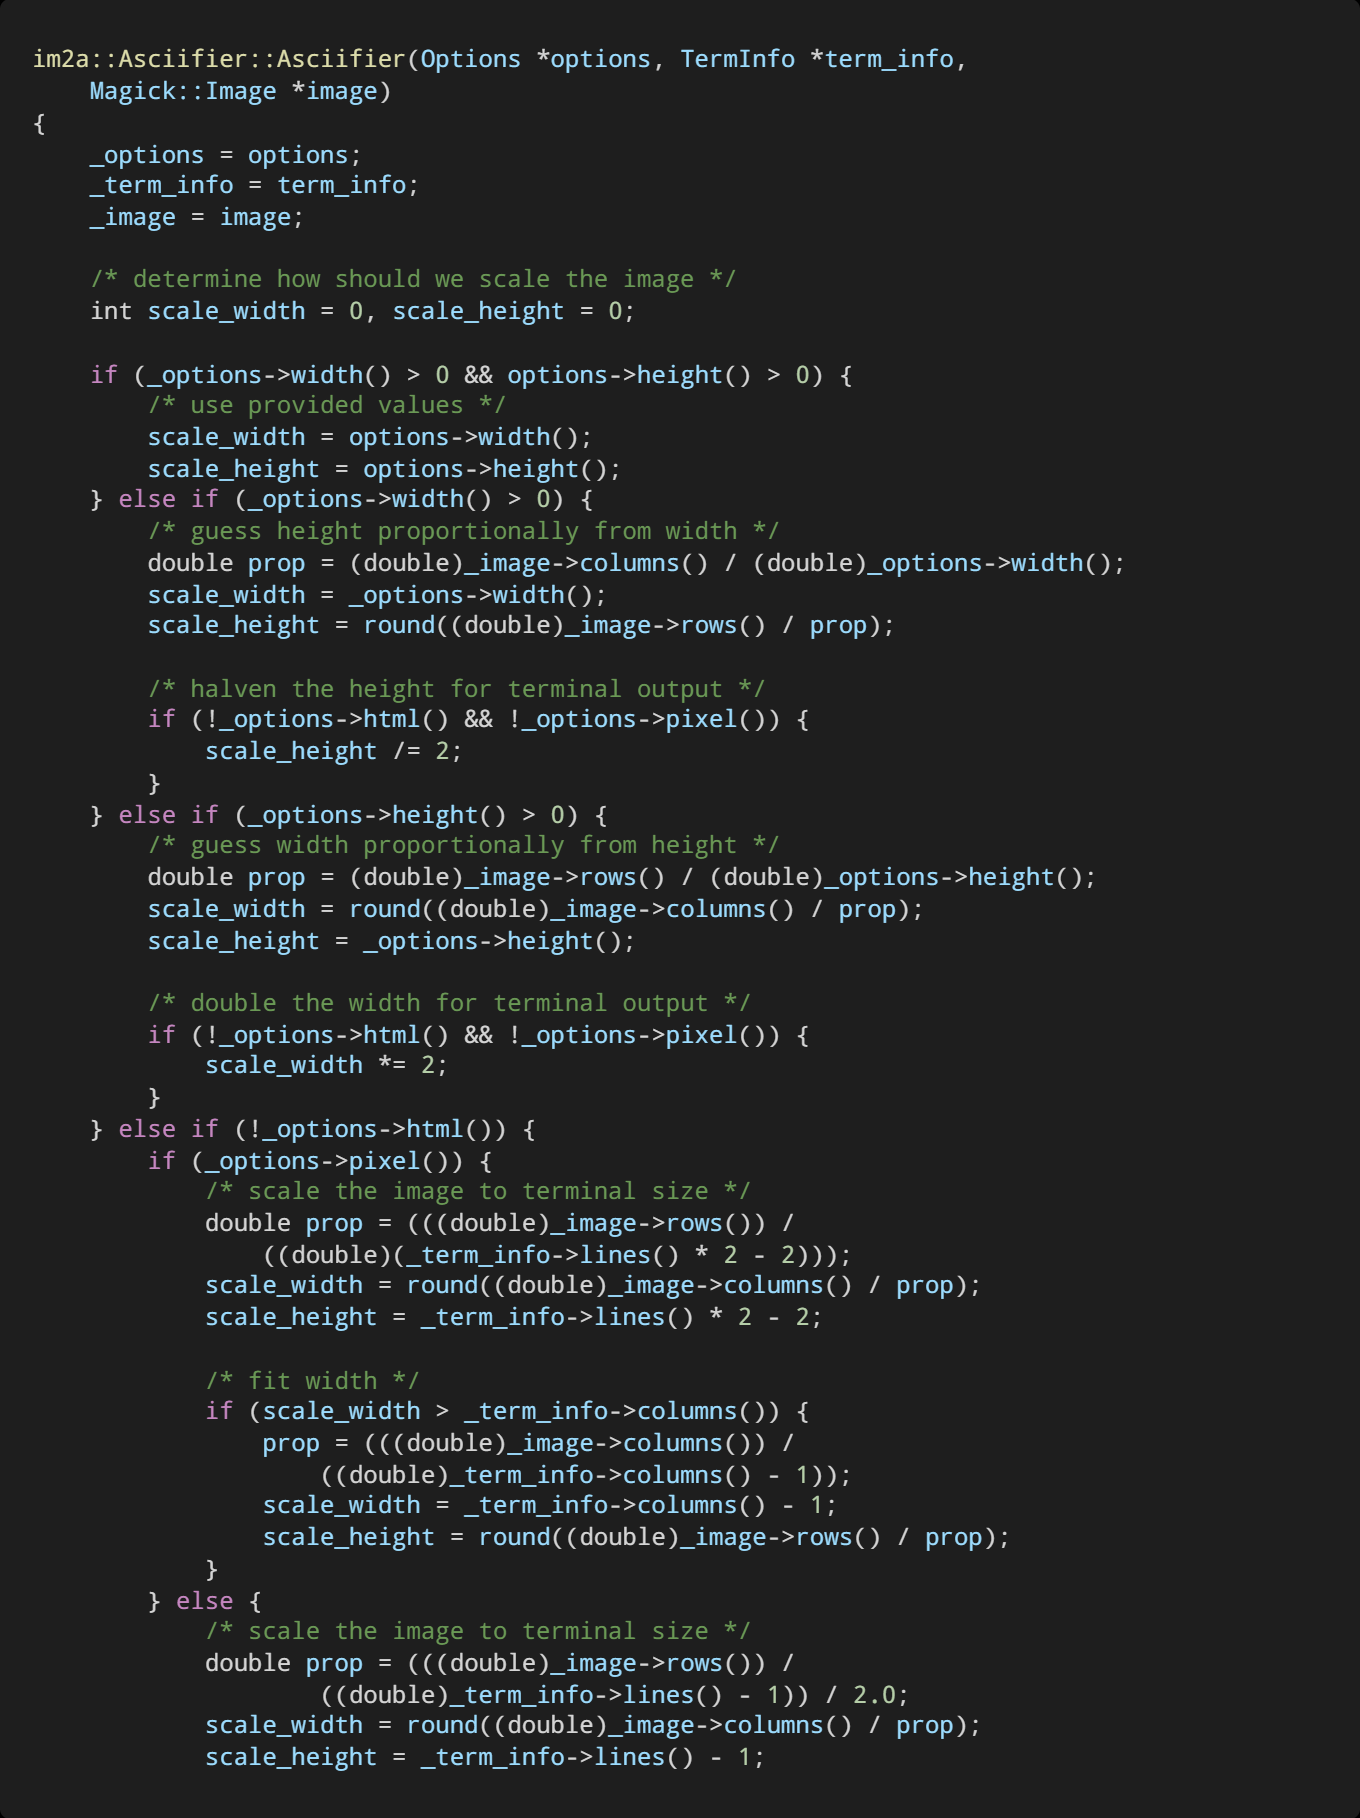 im2a::Asciifier::Asciifier(Options *options, TermInfo *term_info,
    Magick::Image *image)
{
    _options = options;
    _term_info = term_info;
    _image = image;

    /* determine how should we scale the image */
    int scale_width = 0, scale_height = 0;

    if (_options->width() > 0 && options->height() > 0) {
        /* use provided values */
        scale_width = options->width();
        scale_height = options->height();
    } else if (_options->width() > 0) {
        /* guess height proportionally from width */
        double prop = (double)_image->columns() / (double)_options->width();
        scale_width = _options->width();
        scale_height = round((double)_image->rows() / prop);

        /* halven the height for terminal output */
        if (!_options->html() && !_options->pixel()) {
            scale_height /= 2;
        }
    } else if (_options->height() > 0) {
        /* guess width proportionally from height */
        double prop = (double)_image->rows() / (double)_options->height();
        scale_width = round((double)_image->columns() / prop);
        scale_height = _options->height();

        /* double the width for terminal output */
        if (!_options->html() && !_options->pixel()) {
            scale_width *= 2;
        }
    } else if (!_options->html()) {
        if (_options->pixel()) {
            /* scale the image to terminal size */
            double prop = (((double)_image->rows()) /
                ((double)(_term_info->lines() * 2 - 2)));
            scale_width = round((double)_image->columns() / prop);
            scale_height = _term_info->lines() * 2 - 2;

            /* fit width */
            if (scale_width > _term_info->columns()) {
                prop = (((double)_image->columns()) /
                    ((double)_term_info->columns() - 1));
                scale_width = _term_info->columns() - 1;
                scale_height = round((double)_image->rows() / prop);
            }
        } else {
            /* scale the image to terminal size */
            double prop = (((double)_image->rows()) /
                    ((double)_term_info->lines() - 1)) / 2.0;
            scale_width = round((double)_image->columns() / prop);
            scale_height = _term_info->lines() - 1;